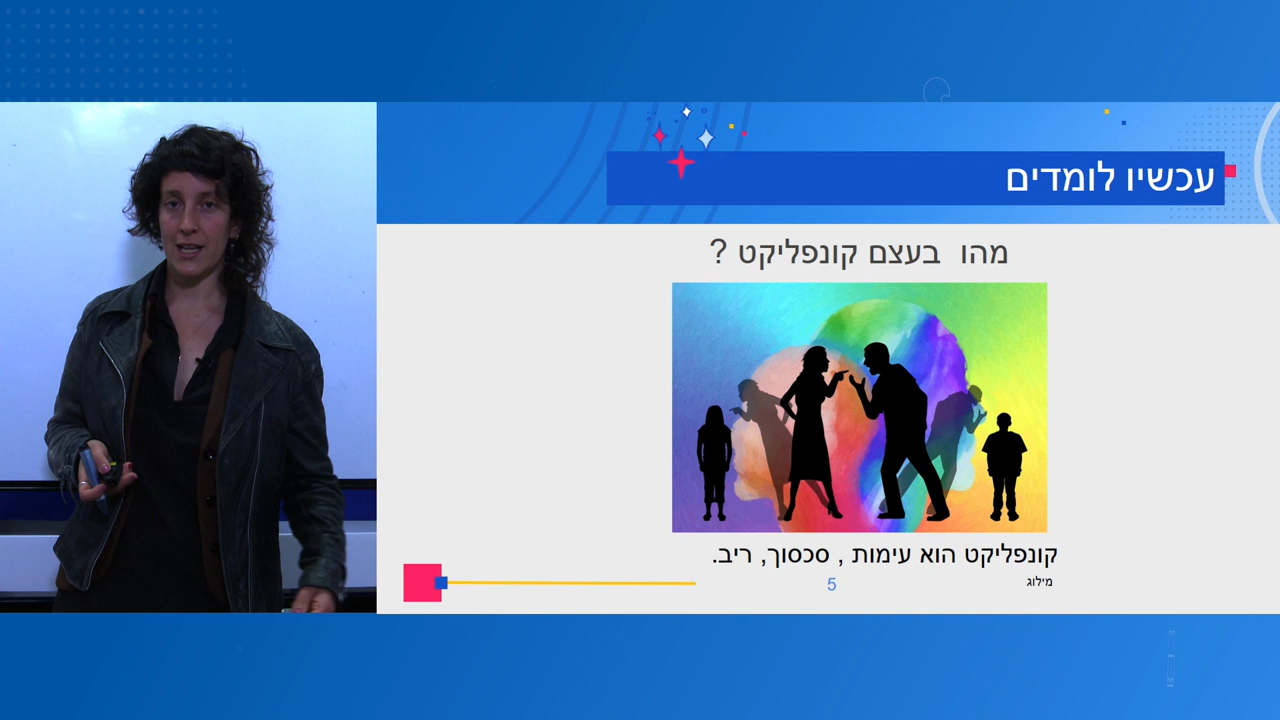 עכשיו לומדים
מהו בעצם קונפליקט ?
קונפליקט הוא עימות , סכסוך, ריב.
מילוג
5